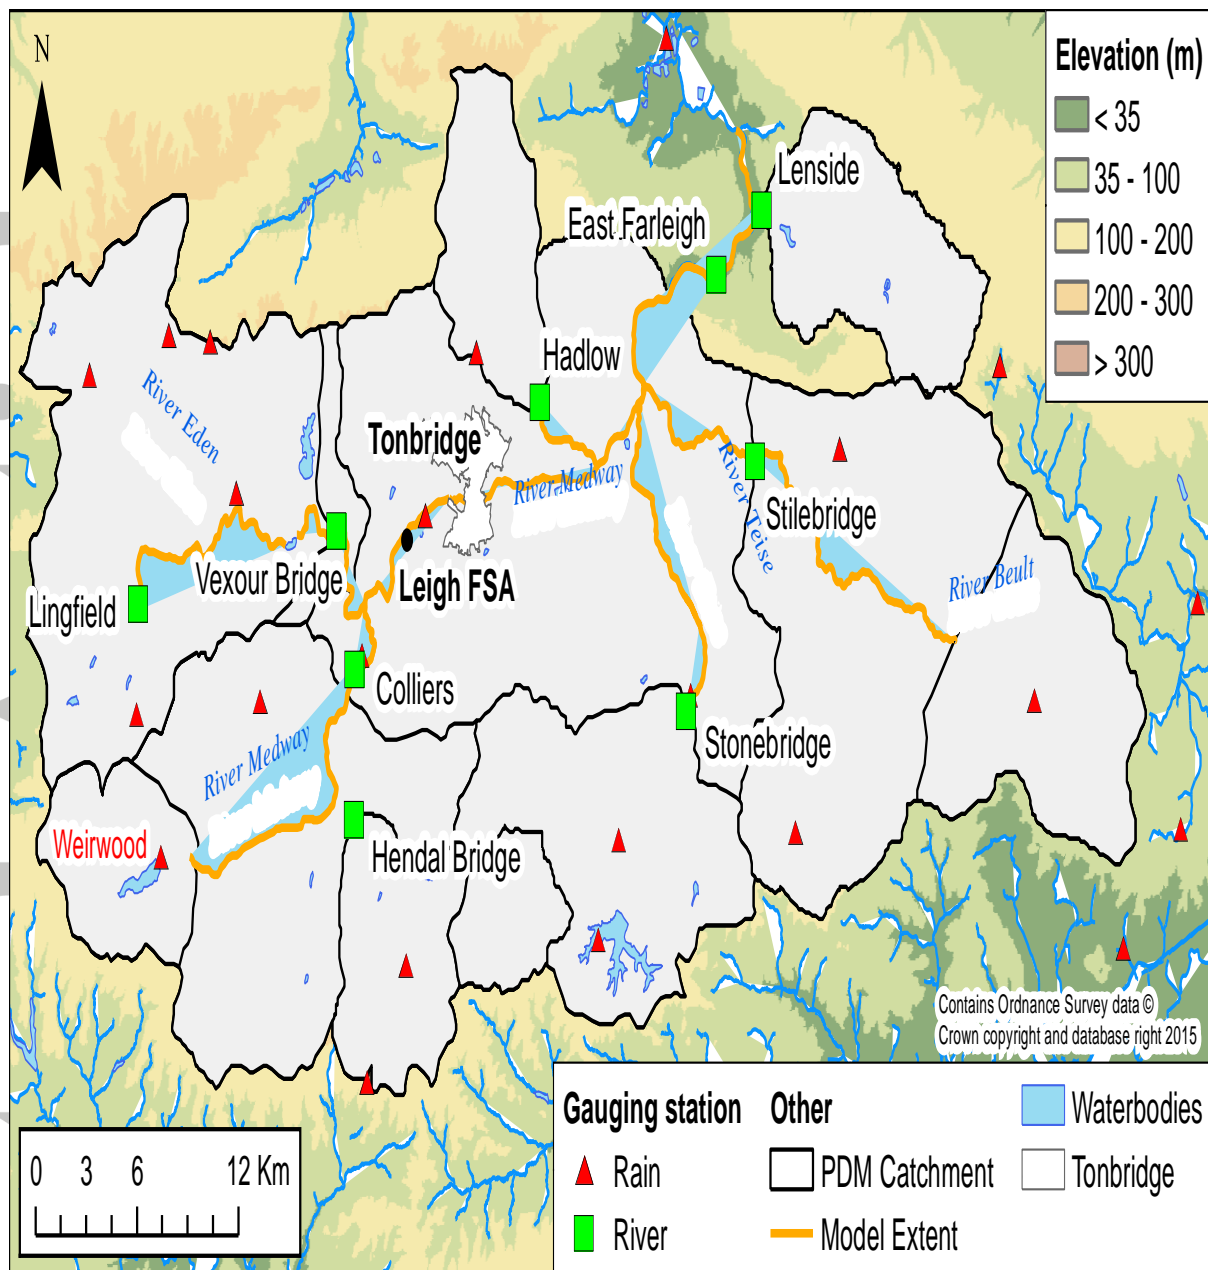 N
Elevation (m)
< 35
35 - 100
100 - 200
200 - 300
> 300
Lenside
East Farleigh
Hadlow
River Eden
Tonbridge
River Medway
River Teise
Stilebridge
Vexour Bridge
Leigh FSA
River Beult
Lingfield
Colliers
Stonebridge
River Medway
Weirwood
Hendal Bridge
Contains Ordnance Survey data ©
Crown copyright and database right 2015
0 3 6 12 Km
Gauging station
Rain
River
Other
PDM Catchment
Model Extent
Waterbodies
Tonbridge